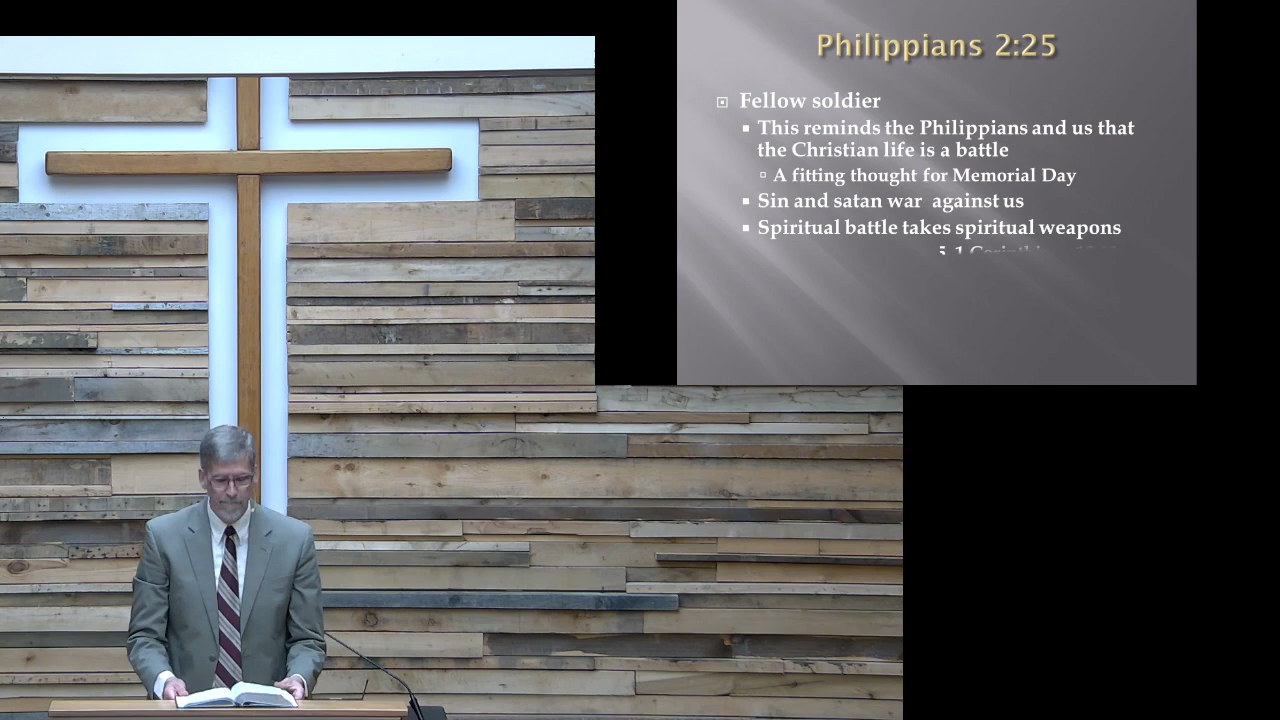 Philippians 2:25
Fellow soldier
This reminds the Philippians and us that
the Christian life is a battle
A fitting thought for Memorial Day
Sin and satan war against us
Spiritual battle takes spiritual weapons